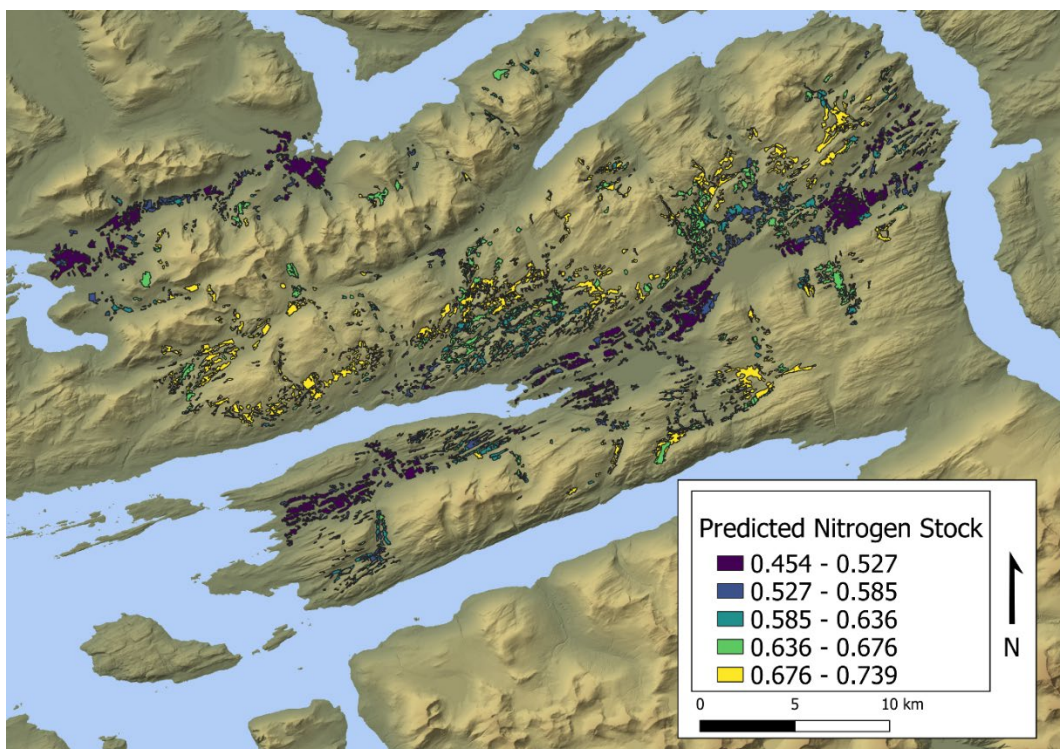 Predicted Nitrogen Stock
0.454 - 0.527
0.527 - 0.585
0.585 - 0.636
0.636 - 0.676
0.676 - 0.739
N
0 5 10 km